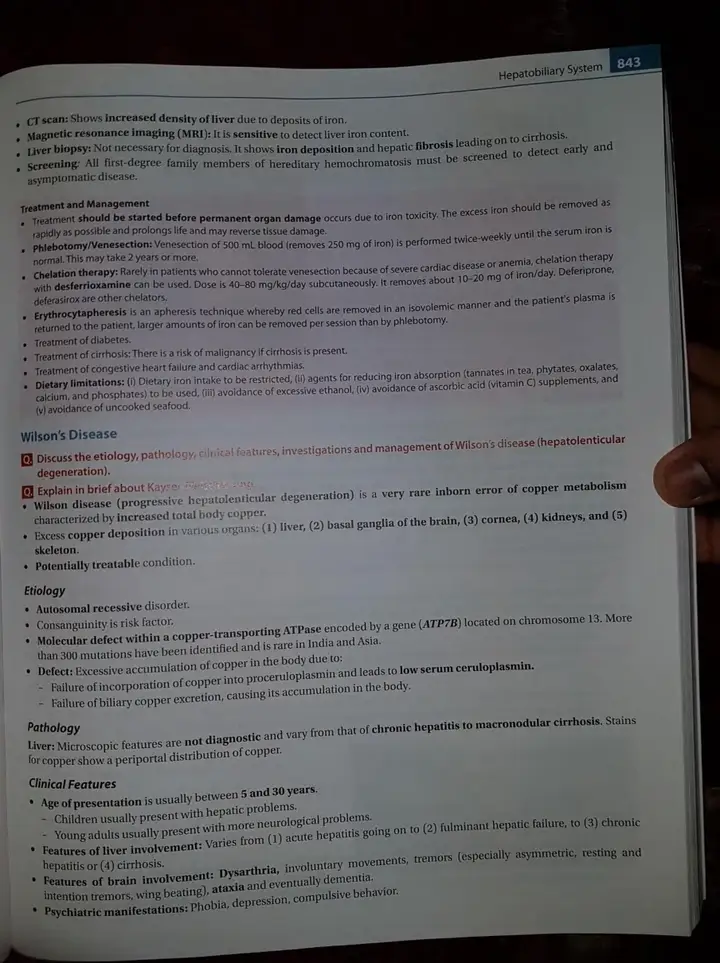 Hepatobiliary System 843
• CT scan: Shows increased density of liver due to deposits of iron.
• Magnetic resonance imaging (MRI): It is sensitive to detect liver iron content.
• Liver biopsy: Not necessary for diagnosis. It shows iron deposition and hepatic fibrosis leading on to cirrhosis.
• Screening: All first-degree family members of hereditary hemochromatosis must be screened to detect early and
asymptomatic disease.
Treatment and Management
• Treatment should be started before permanent organ damage occurs due to iron toxicity. The excess iron should be removed as
rapidly as possible and prolongs life and may reverse tissue damage.
• Phlebotomy/Venesection: Venesection of 500 mL blood (removes 250 mg of iron) is performed twice-weekly until the serum iron is
normal. This may take 2 years or more.
• Chelation therapy: Rarely in patients who cannot tolerate venesection because of severe cardiac disease or anemia, chelation therapy
with desferrioxamine can be used. Dose is 40–80 mg/kg/day subcutaneously. It removes about 10–20 mg of iron/day. Deferiprone,
deferasirox are other chelators.
• Erythrocytapheresis is an apheresis technique whereby red cells are removed in an isovolemic manner and the patient's plasma is
returned to the patient, larger amounts of iron can be removed per session than by phlebotomy.
• Treatment of diabetes.
• Treatment of cirrhosis: There is a risk of malignancy if cirrhosis is present.
• Treatment of congestive heart failure and cardiac arrhythmias.
• Dietary limitations: (i) Dietary iron intake to be restricted, (ii) agents for reducing iron absorption (tannates in tea, phytates, oxalates,
calcium, and phosphates) to be used, (iii) avoidance of excessive ethanol, (iv) avoidance of ascorbic acid (vitamin C) supplements, and
(v) avoidance of uncooked seafood.
Wilson's Disease
Q. Discuss the etiology, pathology, clinical features, investigations and management of Wilson's disease (hepatolenticular
degeneration).
Q. Explain in brief about Kayser
• Wilson disease (progressive hepatolenticular degeneration) is a very rare inborn error of copper metabolism
characterized by increased total body copper.
• Excess copper deposition in various organs: (1) liver, (2) basal ganglia of the brain, (3) cornea, (4) kidneys, and (5)
skeleton.
• Potentially treatable condition.
Etiology
• Autosomal recessive disorder.
• Consanguinity is risk factor.
• Molecular defect within a copper-transporting ATPase encoded by a gene (ATP7B) located on chromosome 13. More
than 300 mutations have been identified and is rare in India and Asia.
• Defect: Excessive accumulation of copper in the body due to:
– Failure of incorporation of copper into proceruloplasmin and leads to low serum ceruloplasmin.
– Failure of biliary copper excretion, causing its accumulation in the body.
Pathology
Liver: Microscopic features are not diagnostic and vary from that of chronic hepatitis to macronodular cirrhosis. Stains
for copper show a periportal distribution of copper.
Clinical Features
• Age of presentation is usually between 5 and 30 years.
– Children usually present with hepatic problems.
– Young adults usually present with more neurological problems.
• Features of liver involvement: Varies from (1) acute hepatitis going on to (2) fulminant hepatic failure, to (3) chronic
hepatitis or (4) cirrhosis.
• Features of brain involvement: Dysarthria, involuntary movements, tremors (especially asymmetric, resting and
intention tremors, wing beating), ataxia and eventually dementia.
• Psychiatric manifestations: Phobia, depression, compulsive behavior.